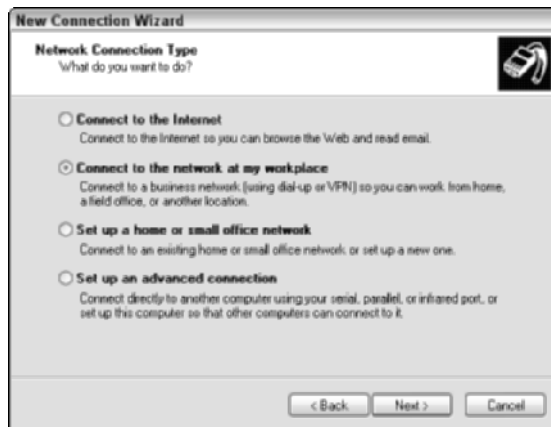 New Connection Wizard
Network Connection Type
What do you want to do?
Connect to the Internet
Connect to the Internet so you can browse the Web and read email.
Connect to the network at my workplace
Connect to a business network (using dial-up or VPN) so you can work from home,
a field office, or another location.
Set up a home or small office network
Connect to an existing home or small office network or set up a new one.
Set up an advanced connection
Connect directly to another computer using your serial, parallel, or infrared port, or
set up this computer so that other computers can connect to it.
< Back
Next >
Cancel